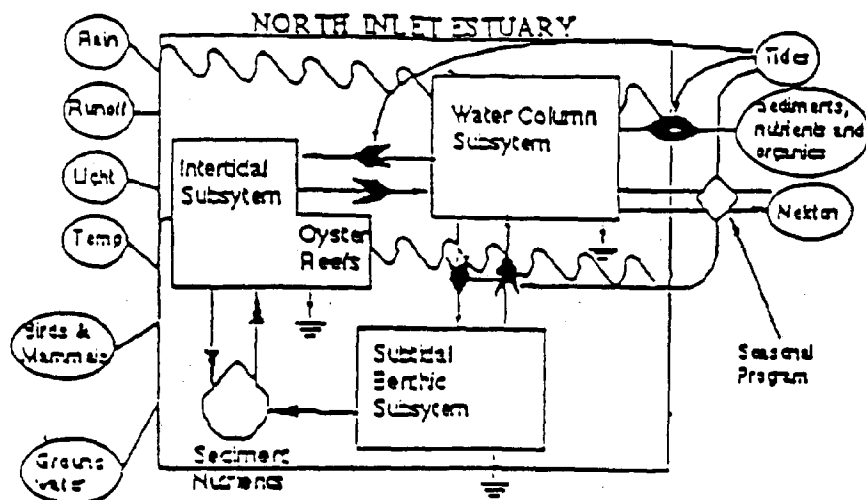 NORTH INLET ESTUARY
Rain
Runoff
Light
Temp
Birds &
Mammals
Ground
Water
Tides
Sediments,
nutrients and
organics
Nekton
Seasonal
Program
Water Column
Subsytem
Intertidal
Subsytem
Oyster
Reefs
Subtidal
Benthic
Subsytem
Sediment
Nutrients